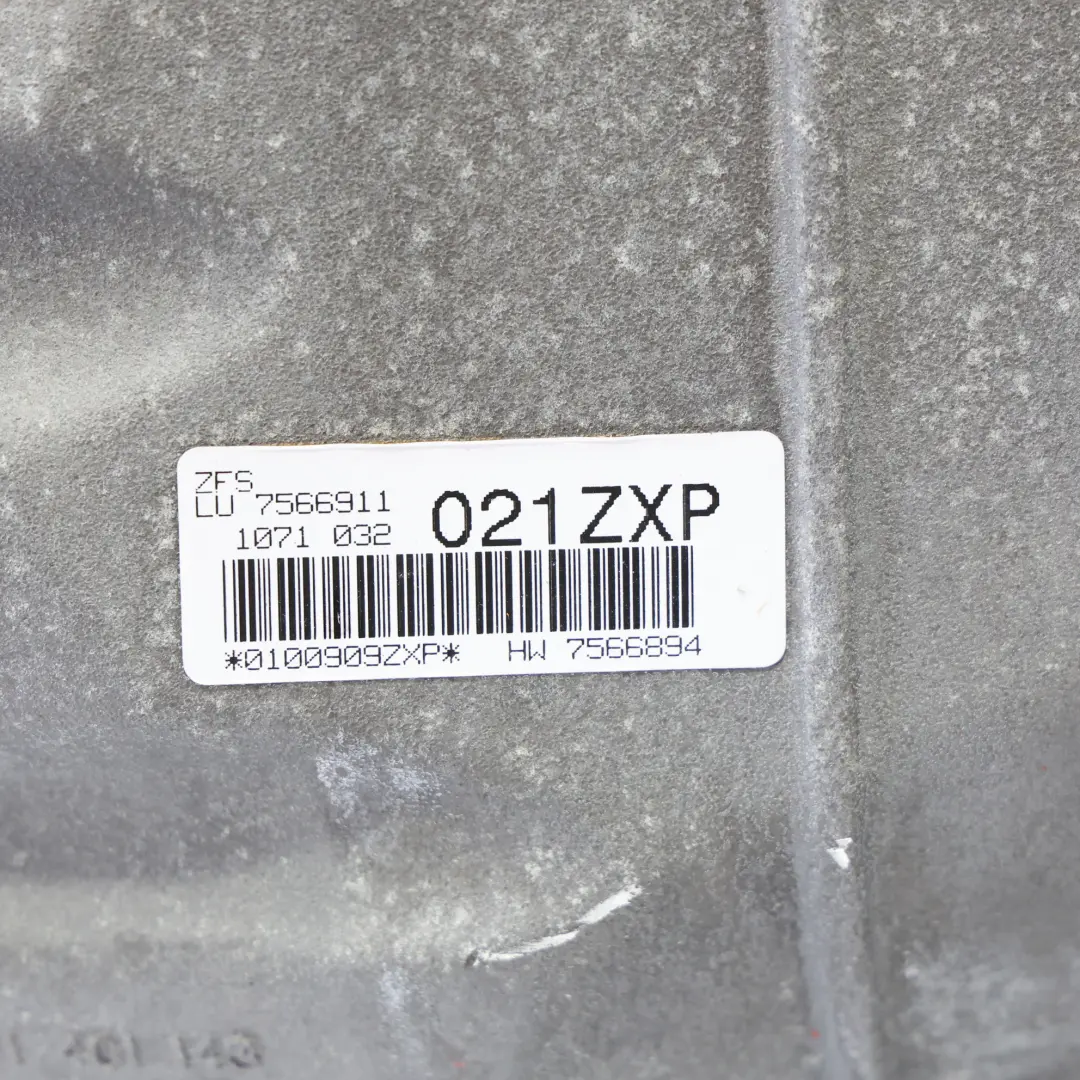 ZFS
LU 7566911
1071 032
021ZXP
*0100909ZXP* HW 7566894